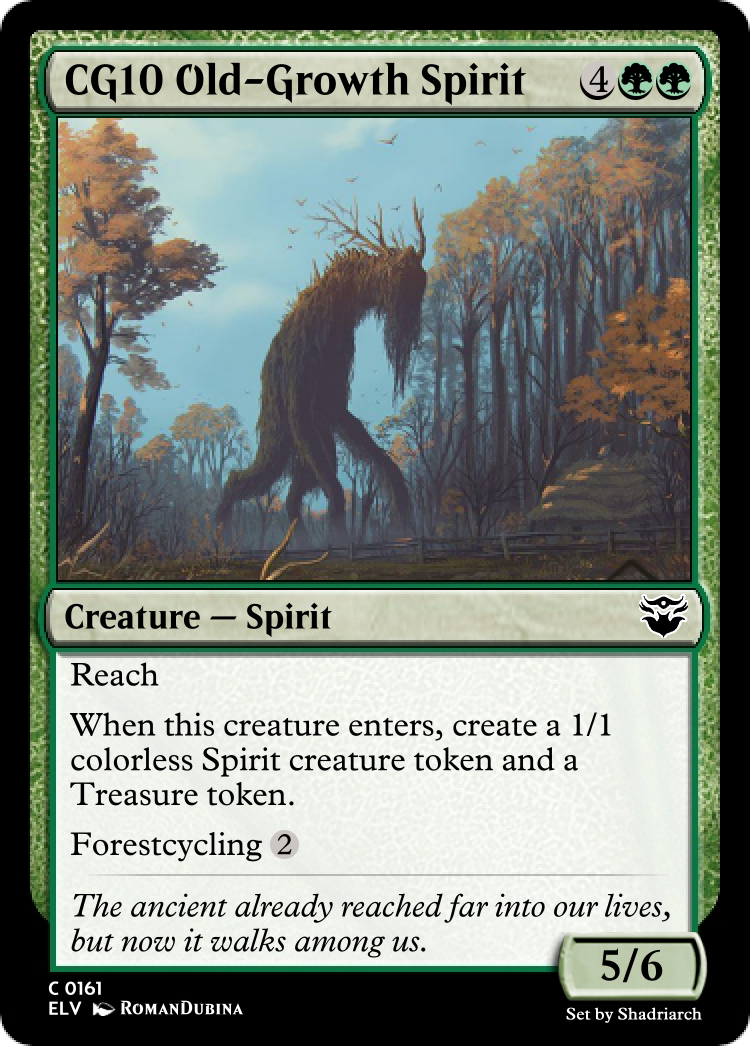 CG10 Old-Growth Spirit 4
Creature — Spirit
Reach
When this creature enters, create a 1/1
colorless Spirit creature token and a
Treasure token.
Forestcycling 2
The ancient already reached far into our lives,
but now it walks among us.
5/6
C 0161
ELV RomanDubina
Set by Shadriarch